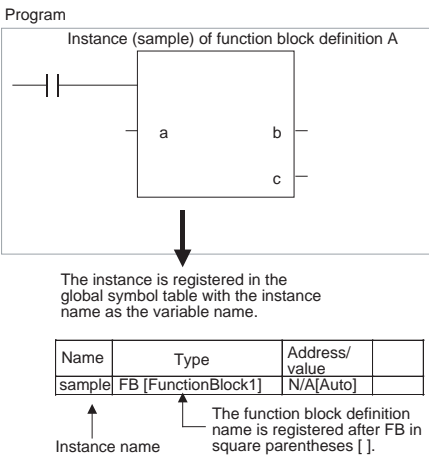 Program
Instance (sample) of function block definition A
a
b
c
The instance is registered in the
global symbol table with the instance
name as the variable name.
Name Type Address/
value
sample FB [FunctionBlock1] N/A[Auto]
The function block definition
name is registered after FB in
square parentheses [ ].
Instance name